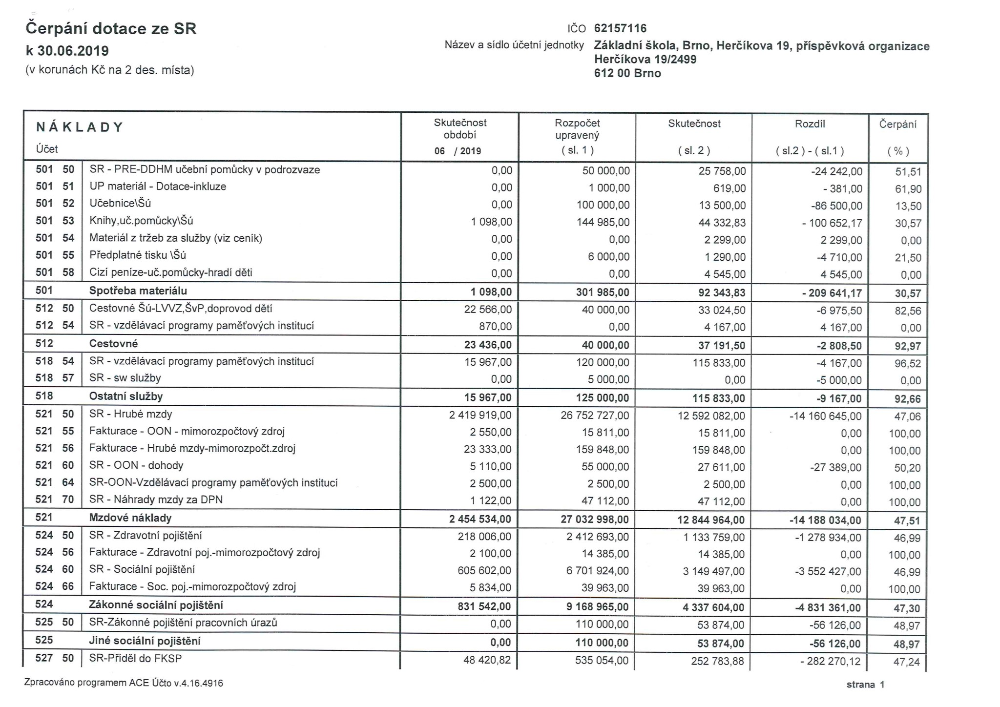 Čerpání dotace ze SR
k 30.06.2019
(v korunách Kč na 2 des. místa)
IČO 62157116
Název a sídlo účetní jednotky Základní škola, Brno, Herčíkova 19, příspěvková organizace
Herčíkova 19/2499
612 00 Brno
NÁKLADY Skutečnost Rozpočet Skutečnost Rozdíl Čerpání
období upravený
Účet 06 / 2019 ( sl. 1 ) ( sl. 2 ) ( sl.2 ) - ( sl.1 ) ( % )
501 50 SR - PRE-DDHM učební pomůcky v podrozvaze 0,00 50 000,00 25 758,00 -24 242,00 51,51
501 51 UP materiál - Dotace-inkluze 0,00 1 000,00 619,00 - 381,00 61,90
501 52 Učebnice\Šú 0,00 100 000,00 13 500,00 -86 500,00 13,50
501 53 Knihy,uč.pomůcky\Šú 1 098,00 144 985,00 44 332,83 - 100 652,17 30,57
501 54 Materiál z tržeb za služby (viz ceník) 0,00 0,00 2 299,00 2 299,00 0,00
501 55 Předplatné tisku \Šú 0,00 6 000,00 1 290,00 -4 710,00 21,50
501 58 Cizí peníze-uč.pomůcky-hradí děti 0,00 0,00 4 545,00 4 545,00 0,00
501 Spotřeba materiálu 1 098,00 301 985,00 92 343,83 - 209 641,17 30,57
512 50 Cestovné Šú-LVVZ,ŠvP,doprovod dětí 22 566,00 40 000,00 33 024,50 -6 975,50 82,56
512 54 SR - vzdělávací programy paměťových institucí 870,00 0,00 4 167,00 4 167,00 0,00
512 Cestovné 23 436,00 40 000,00 37 191,50 -2 808,50 92,97
518 54 SR - vzdělávací programy paměťových institucí 15 967,00 120 000,00 115 833,00 -4 167,00 96,52
518 57 SR - sw služby 0,00 5 000,00 0,00 -5 000,00 0,00
518 Ostatní služby 15 967,00 125 000,00 115 833,00 -9 167,00 92,66
521 50 SR - Hrubé mzdy 2 419 919,00 26 752 727,00 12 592 082,00 -14 160 645,00 47,06
521 55 Fakturace - OON - mimorozpočtový zdroj 2 550,00 15 811,00 15 811,00 0,00 100,00
521 56 Fakturace - Hrubé mzdy-mimorozpočt.zdroj 23 333,00 159 848,00 159 848,00 0,00 100,00
521 60 SR - OON - dohody 5 110,00 55 000,00 27 611,00 -27 389,00 50,20
521 64 SR-OON-Vzdělávací programy paměťových institucí 2 500,00 2 500,00 2 500,00 0,00 100,00
521 70 SR - Náhrady mzdy za DPN 1 122,00 47 112,00 47 112,00 0,00 100,00
521 Mzdové náklady 2 454 534,00 27 032 998,00 12 844 964,00 -14 188 034,00 47,51
524 50 SR - Zdravotní pojištění 218 006,00 2 412 693,00 1 133 759,00 -1 278 934,00 46,99
524 56 Fakturace - Zdravotní poj.-mimorozpočtový zdroj 2 100,00 14 385,00 14 385,00 0,00 100,00
524 60 SR - Sociální pojištění 605 602,00 6 701 924,00 3 149 497,00 -3 552 427,00 46,99
524 66 Fakturace - Soc. poj.-mimorozpočtový zdroj 5 834,00 39 963,00 39 963,00 0,00 100,00
524 Zákonné sociální pojištění 831 542,00 9 168 965,00 4 337 604,00 -4 831 361,00 47,30
525 50 SR-Zákonné pojištění pracovních úrazů 0,00 110 000,00 53 874,00 -56 126,00 48,97
525 Jiné sociální pojištění 0,00 110 000,00 53 874,00 -56 126,00 48,97
527 50 SR-Příděl do FKSP 48 420,82 535 054,00 252 783,88 - 282 270,12 47,24
Zpracováno programem ACE Účto v.4.16.4916 strana 1